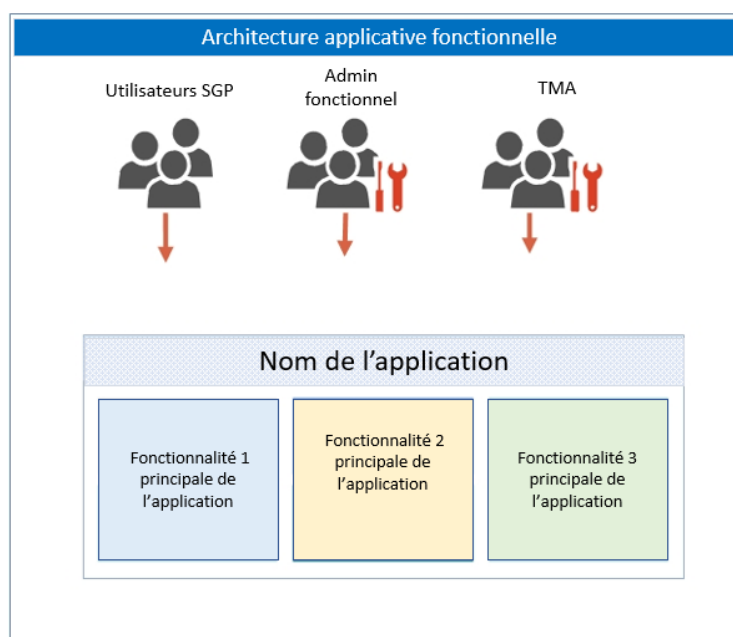 Architecture applicative fonctionnelle
Utilisateurs SGP
Admin
fonctionnel
TMA
Nom de l’application
Fonctionnalité 1
principale de
l’application
Fonctionnalité 2
principale de
l’application
Fonctionnalité 3
principale de
l’application